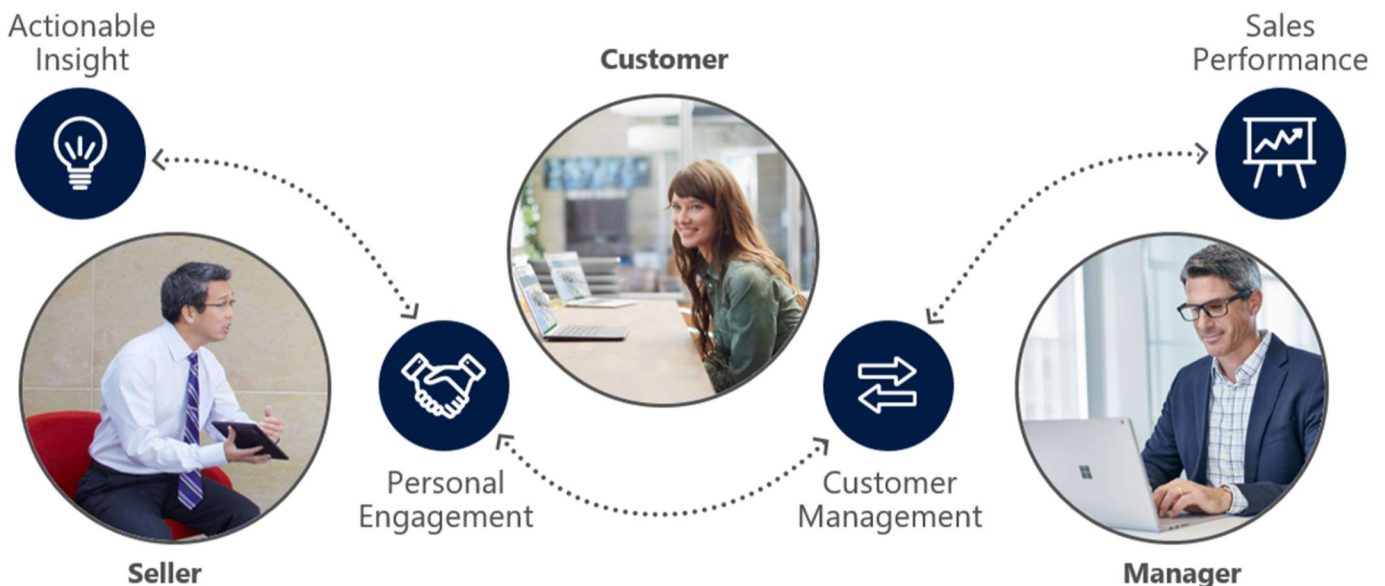 Actionable
Insight
Customer
Sales
Performance
Personal
Engagement
Customer
Management
Seller
Manager